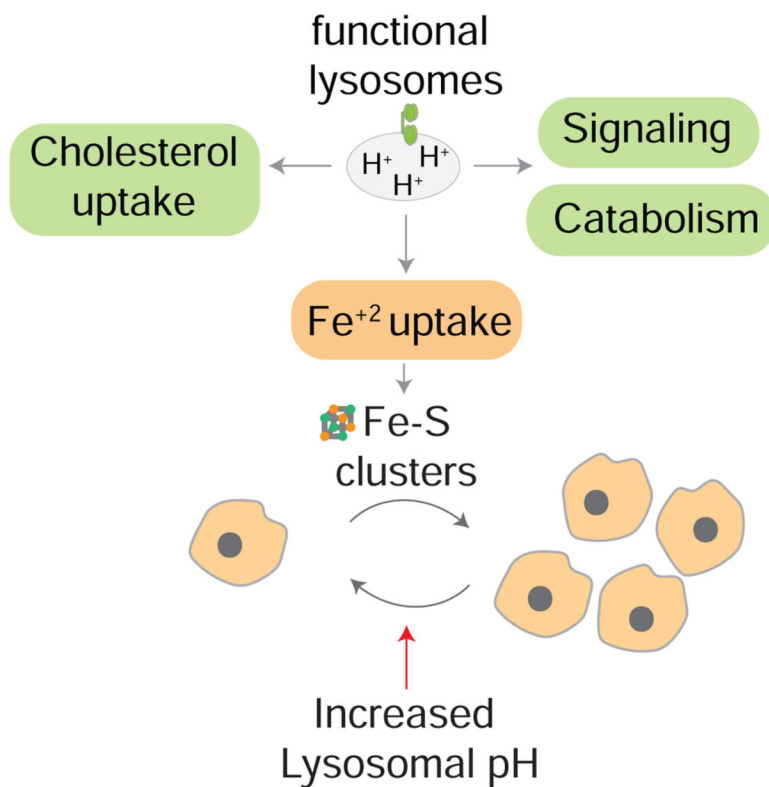 functional
lysosomes
Cholesterol
uptake
H⁺ H⁺
H⁺
Signaling
Catabolism
Fe⁺² uptake
Fe-S
clusters
Increased
Lysosomal pH